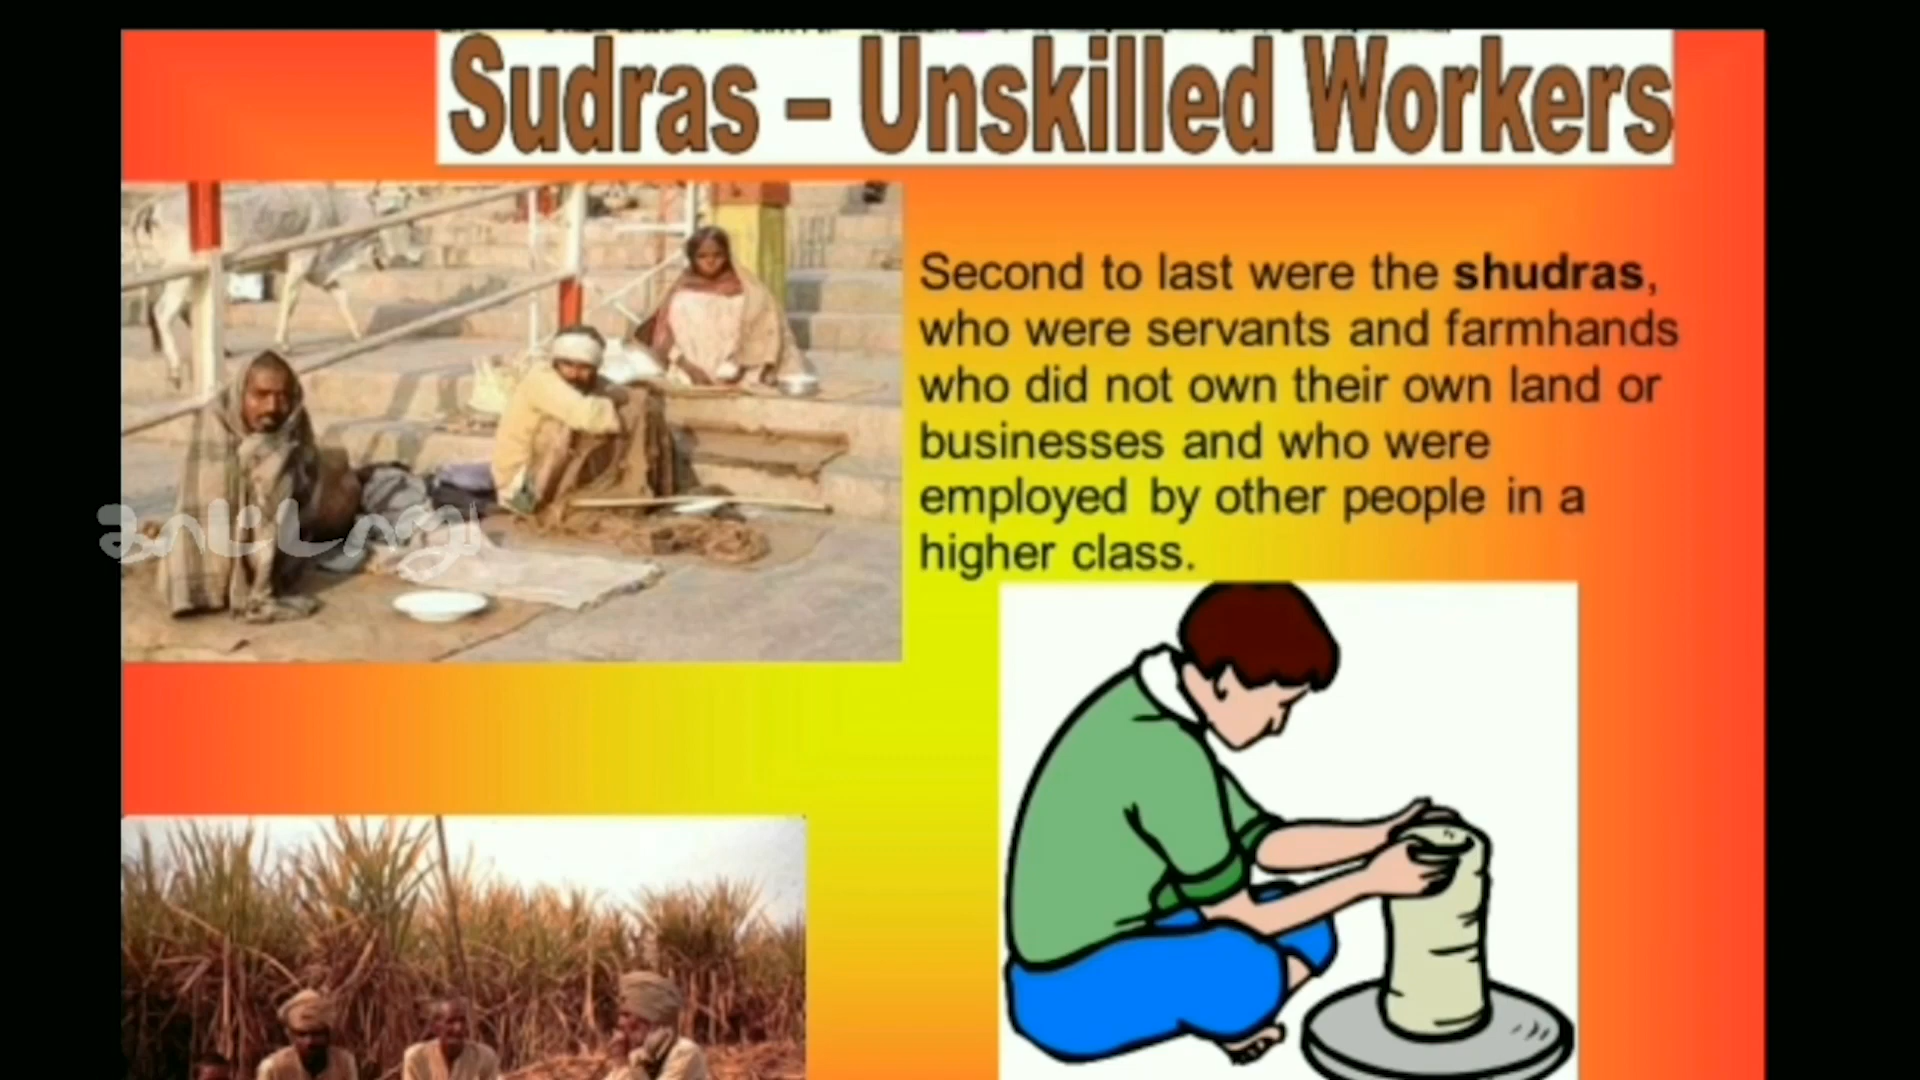 Sudras – Unskilled Workers
Second to last were the shudras,
who were servants and farmhands
who did not own their own land or
businesses and who were
employed by other people in a
higher class.
காட்டாறு